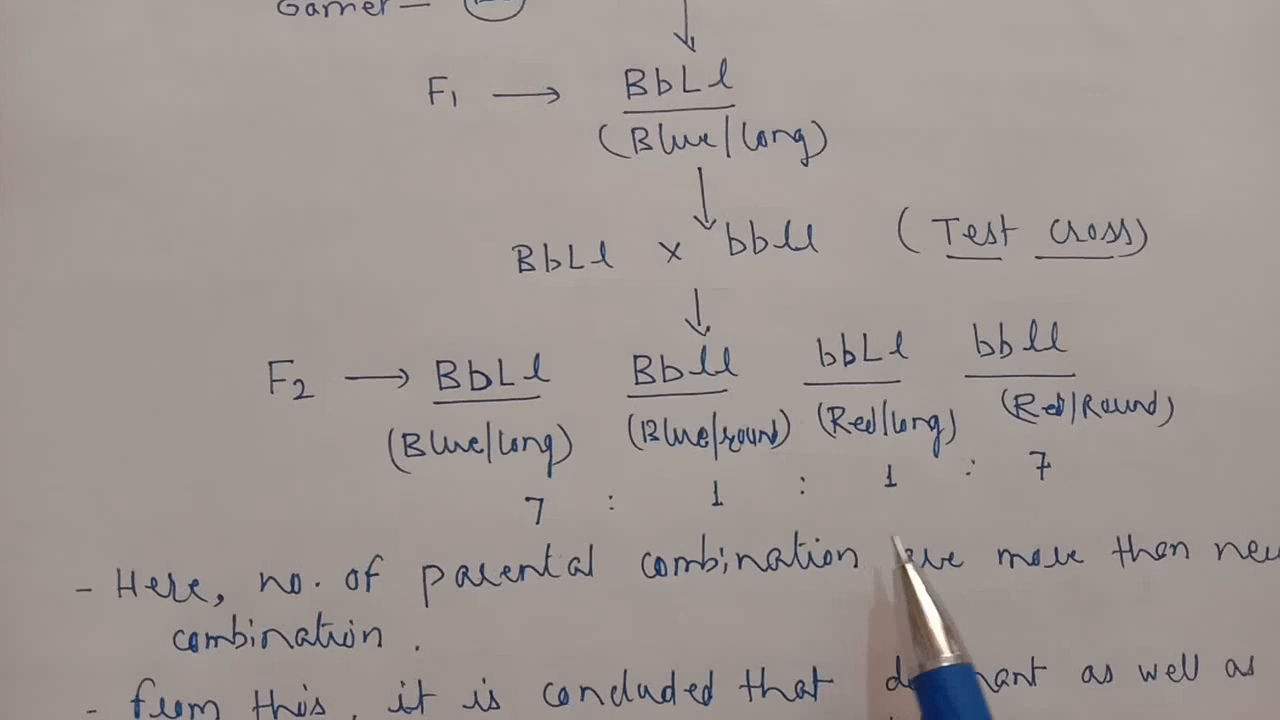 Gamet -
F1 → BbLl
(Blue/long)
BbLl x bbll (Test cross)
F2 → BbLl Bbll bbLl bbll
(Blue/long) (Blue/round) (Red/long) (Red/Round)
7 : 1 : 1 : 7
- Here, no. of parental combination are more then new
combination.
- from this, it is concluded that as well as